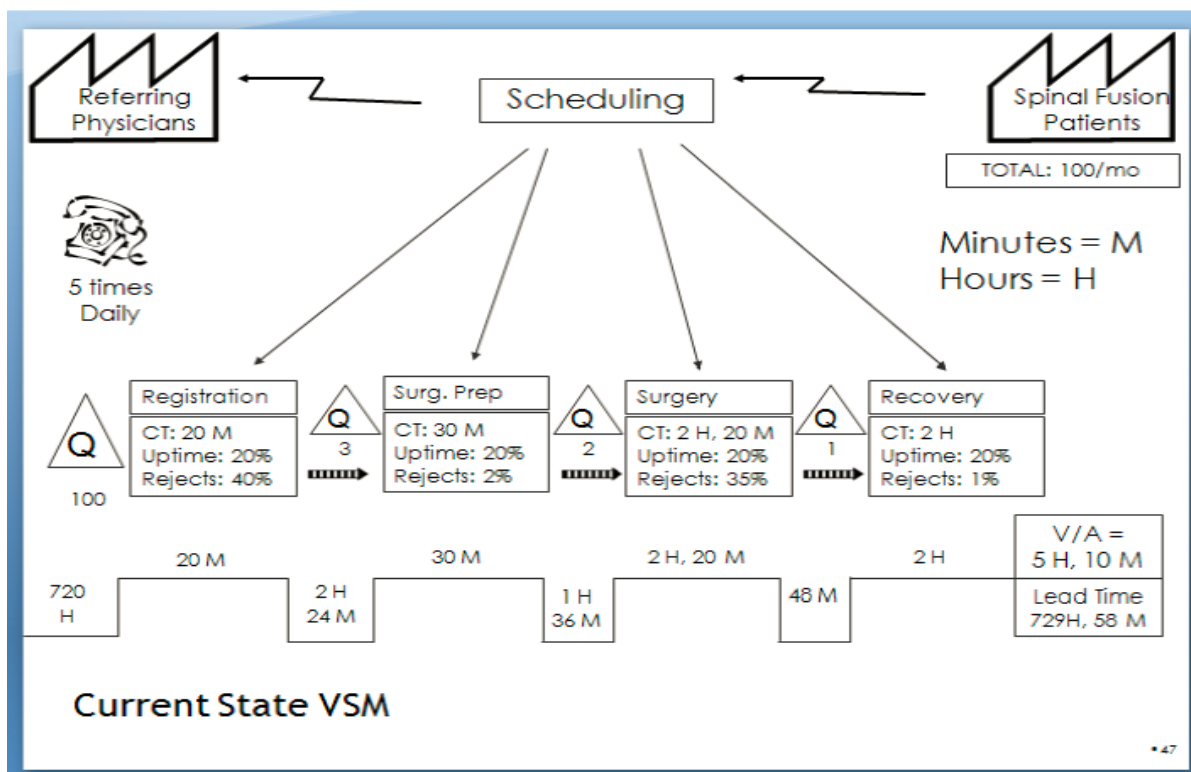 Referring
Physicians
Scheduling
Spinal Fusion
Patients
TOTAL: 100/mo
Minutes = M
Hours = H
5 times
Daily
Q
100
Registration
CT: 20 M
Uptime: 20%
Rejects: 40%
Q
3
Surg. Prep
CT: 30 M
Uptime: 20%
Rejects: 2%
Q
2
Surgery
CT: 2 H, 20 M
Uptime: 20%
Rejects: 35%
Q
1
Recovery
CT: 2 H
Uptime: 20%
Rejects: 1%
720
H
20 M
2 H
24 M
30 M
1 H
36 M
2 H, 20 M
48 M
2 H
V/A =
5 H, 10 M
Lead Time
729H, 58 M
Current State VSM
• 47